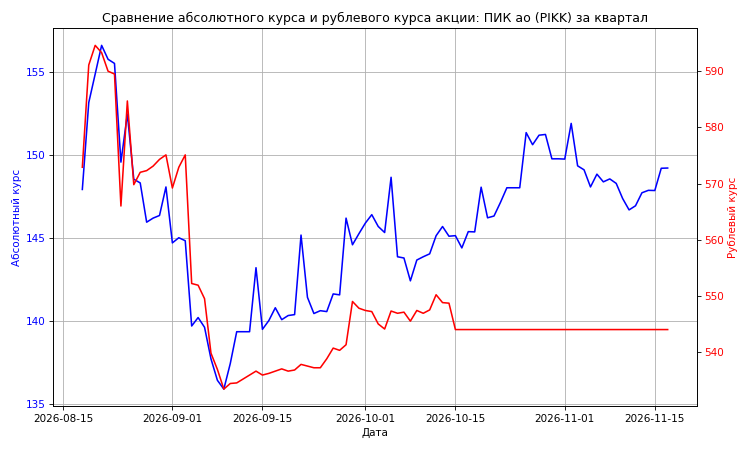 Сравнение абсолютного курса и рублевого курса акции: ПИК ао (PIKK) за квартал
155
150
145
140
135
Абсолютный курс
590
580
570
560
550
540
Рублевый курс
2026-08-15 2026-09-01 2026-09-15 2026-10-01 2026-10-15 2026-11-01 2026-11-15
Дата